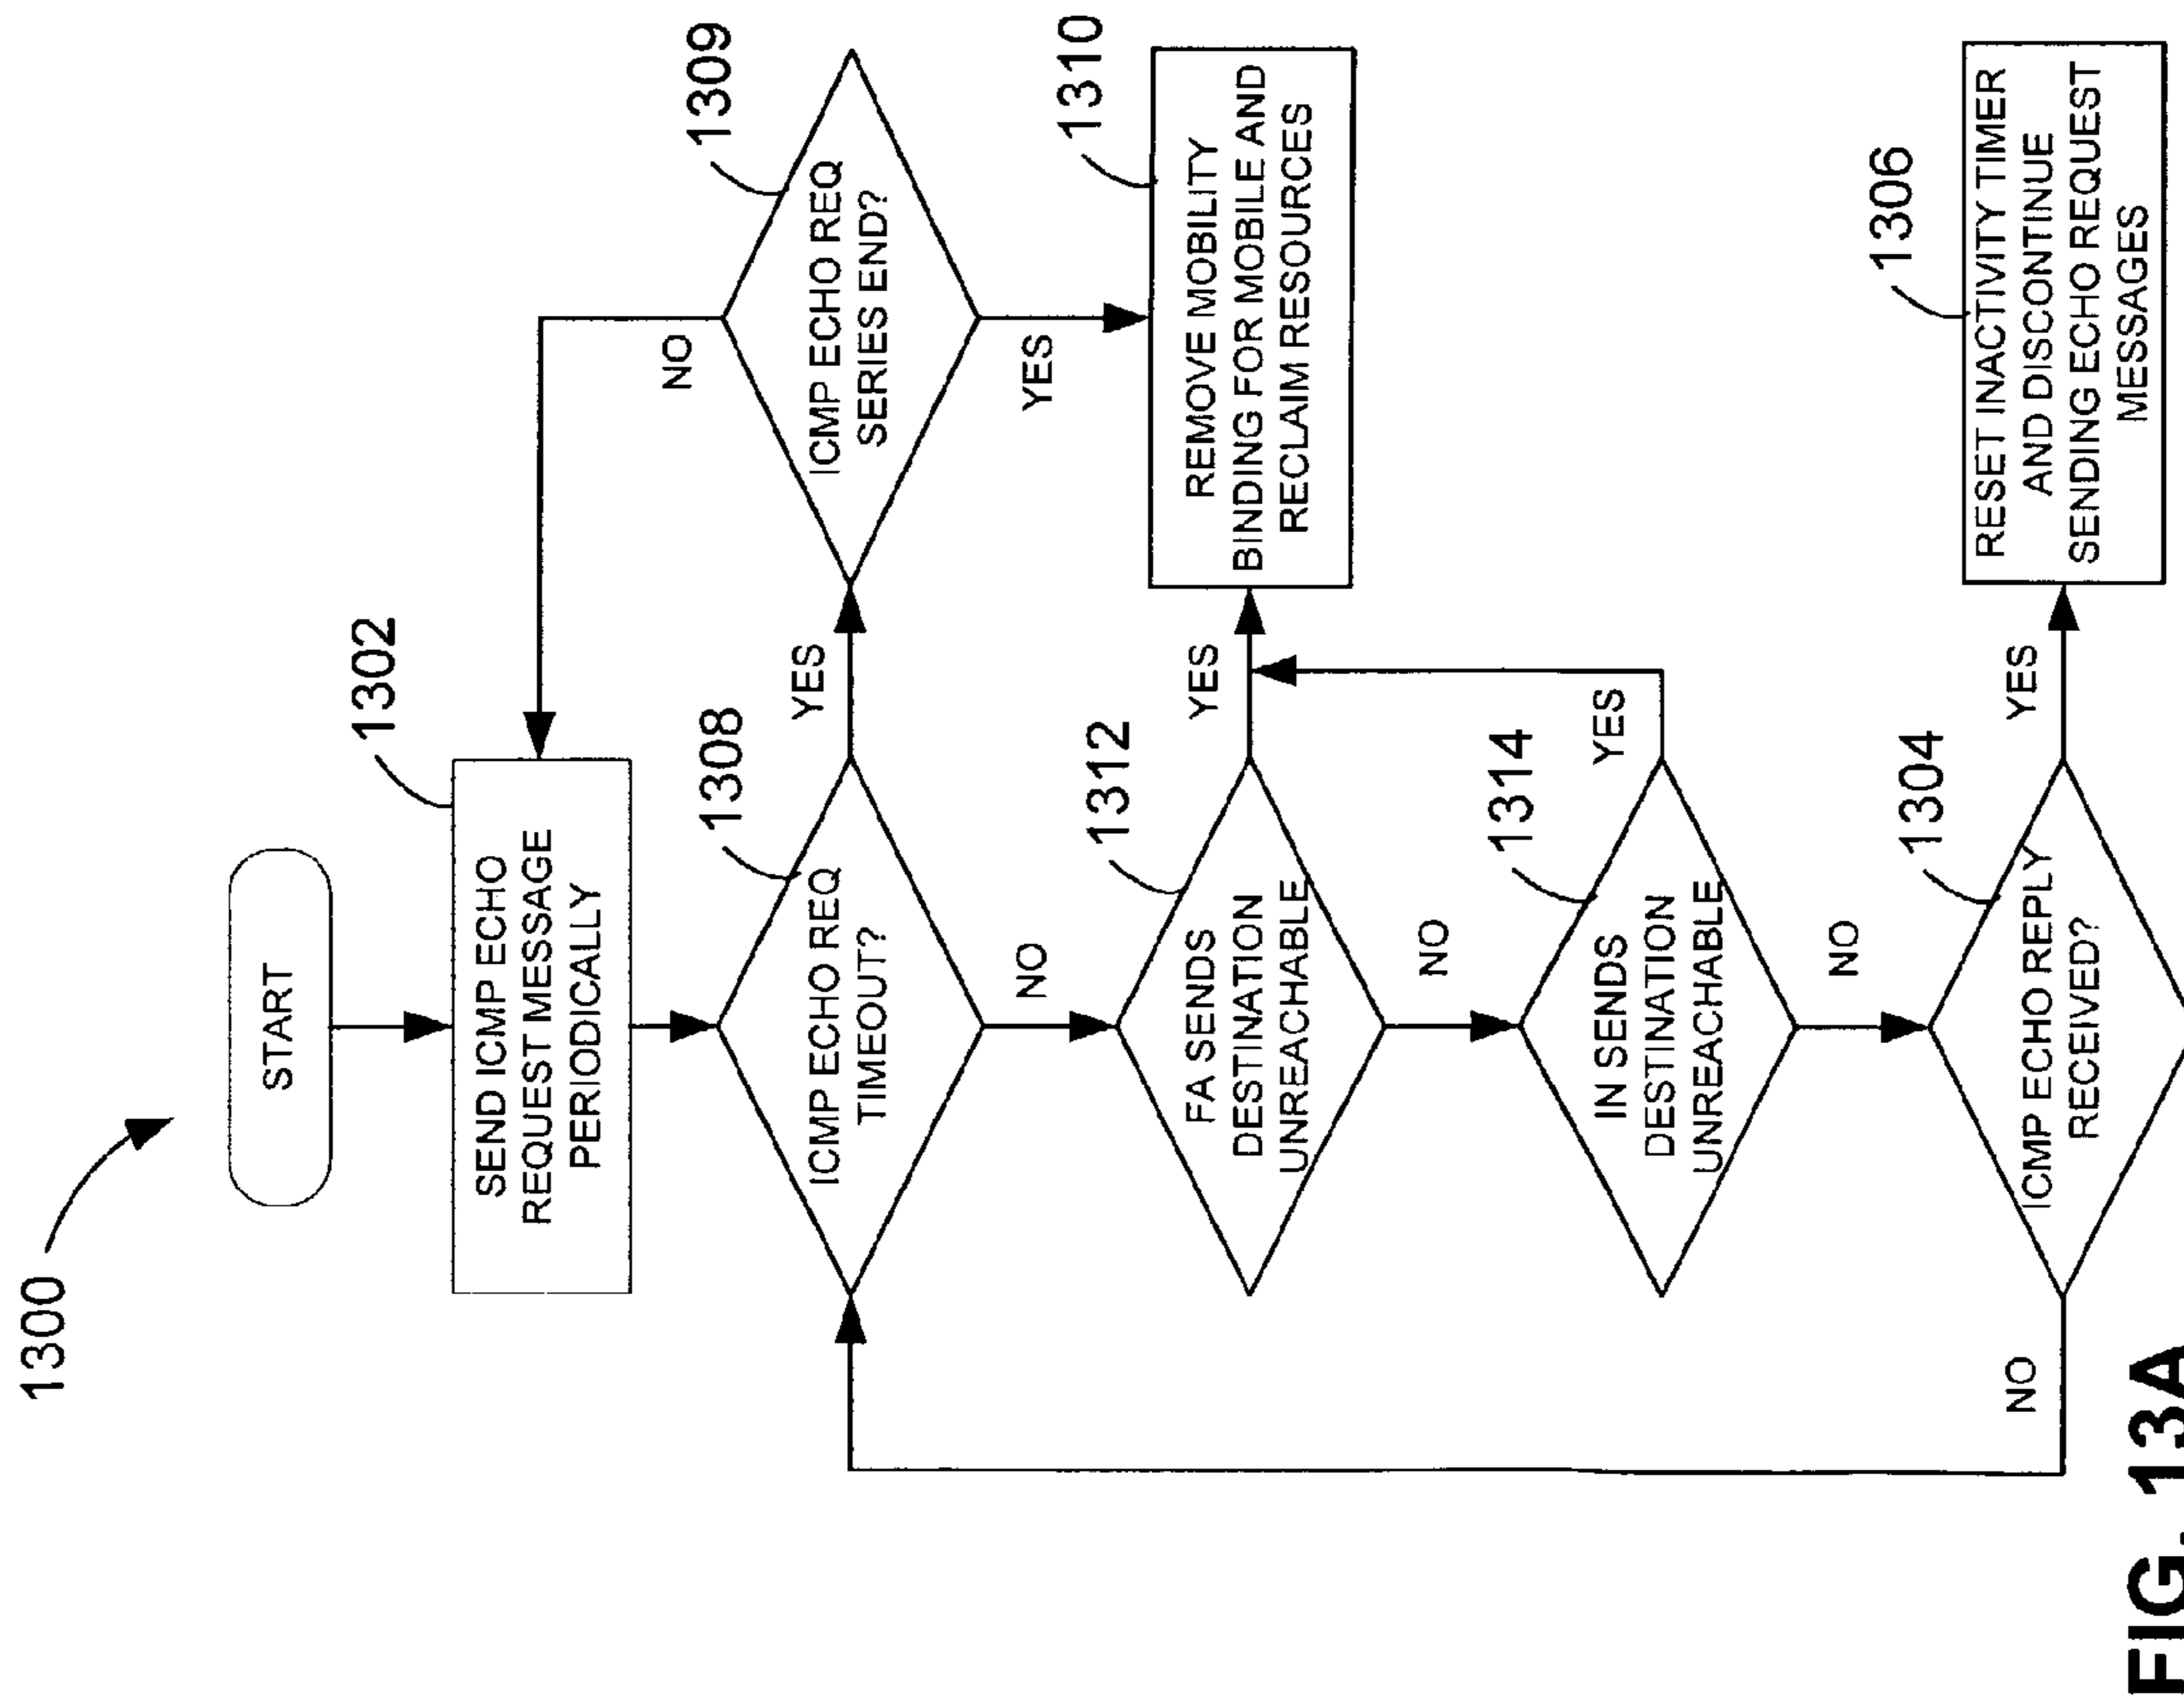 1300
START
1302
SEND ICMP ECHO
REQUEST MESSAGE
PERIODICALLY
1308
ICMP ECHO REQ
TIMEOUT?
YES
NO
1309
ICMP ECHO REQ
SERIES END?
NO
YES
1312
FA SENDS
DESTINATION
UNREACHABLE
YES
NO
1310
REMOVE MOBILITY
BINDING FOR MOBILE AND
RECLAIM RESOURCES
1314
IN SENDS
DESTINATION
UNREACHABLE
YES
NO
1304
ICMP ECHO REPLY
RECEIVED?
NO
YES
1306
RESET INACTIVITY TIMER
AND DISCONTINUE
SENDING ECHO REQUEST
MESSAGES
FIG. 13A